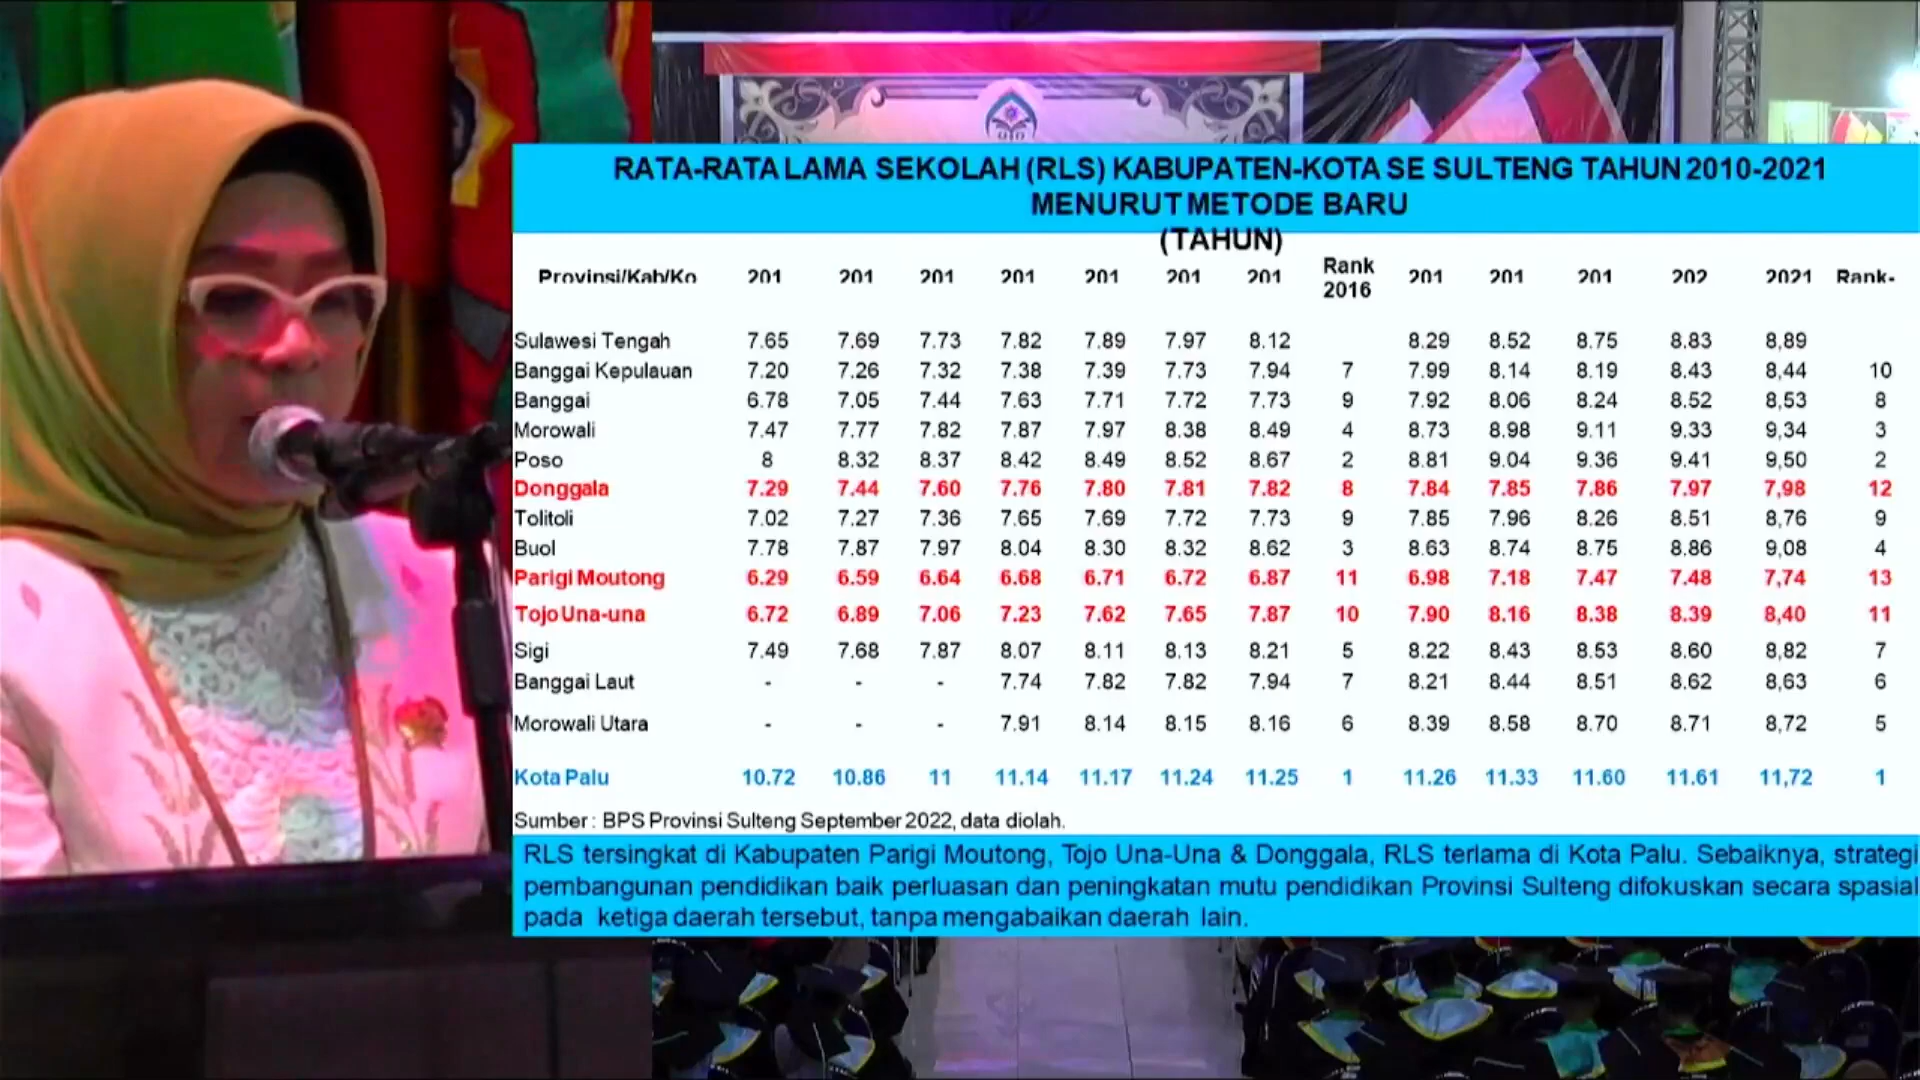 RATA-RATA LAMA SEKOLAH (RLS) KABUPATEN-KOTA SE SULTENG TAHUN 2010-2021
MENURUT METODE BARU
(TAHUN)
Provinsi/Kab/Ko 201 201 201 201 201 201 201 Rank 2016 201 201 201 202 2021 Rank-
Sulawesi Tengah 7.65 7.69 7.73 7.82 7.89 7.97 8.12 8.29 8.52 8.75 8.83 8,89
Banggai Kepulauan 7.20 7.26 7.32 7.38 7.39 7.73 7.94 7 7.99 8.14 8.19 8.43 8,44 10
Banggai 6.78 7.05 7.44 7.63 7.71 7.72 7.73 9 7.92 8.06 8.24 8.52 8,53 8
Morowali 7.47 7.77 7.82 7.87 7.97 8.38 8.49 4 8.73 8.98 9.11 9.33 9,34 3
Poso 8 8.32 8.37 8.42 8.49 8.52 8.67 2 8.81 9.04 9.36 9.41 9,50 2
Donggala 7.29 7.44 7.60 7.76 7.80 7.81 7.82 8 7.84 7.85 7.86 7.97 7,98 12
Tolitoli 7.02 7.27 7.36 7.65 7.69 7.72 7.73 9 7.85 7.96 8.26 8.51 8,76 9
Buol 7.78 7.87 7.97 8.04 8.30 8.32 8.62 3 8.63 8.74 8.75 8.86 9,08 4
Parigi Moutong 6.29 6.59 6.64 6.68 6.71 6.72 6.87 11 6.98 7.18 7.47 7.48 7,74 13
Tojo Una-una 6.72 6.89 7.06 7.23 7.62 7.65 7.87 10 7.90 8.16 8.38 8.39 8,40 11
Sigi 7.49 7.68 7.87 8.07 8.11 8.13 8.21 5 8.22 8.43 8.53 8.60 8,82 7
Banggai Laut - - - 7.74 7.82 7.82 7.94 7 8.21 8.44 8.51 8.62 8,63 6
Morowali Utara - - - 7.91 8.14 8.15 8.16 6 8.39 8.58 8.70 8.71 8,72 5
Kota Palu 10.72 10.86 11 11.14 11.17 11.24 11.25 1 11.26 11.33 11.60 11.61 11,72 1
Sumber : BPS Provinsi Sulteng September 2022, data diolah.
RLS tersingkat di Kabupaten Parigi Moutong, Tojo Una-Una & Donggala, RLS terlama di Kota Palu. Sebaiknya, strategi
pembangunan pendidikan baik perluasan dan peningkatan mutu pendidikan Provinsi Sulteng difokuskan secara spasial
pada ketiga daerah tersebut, tanpa mengabaikan daerah lain.